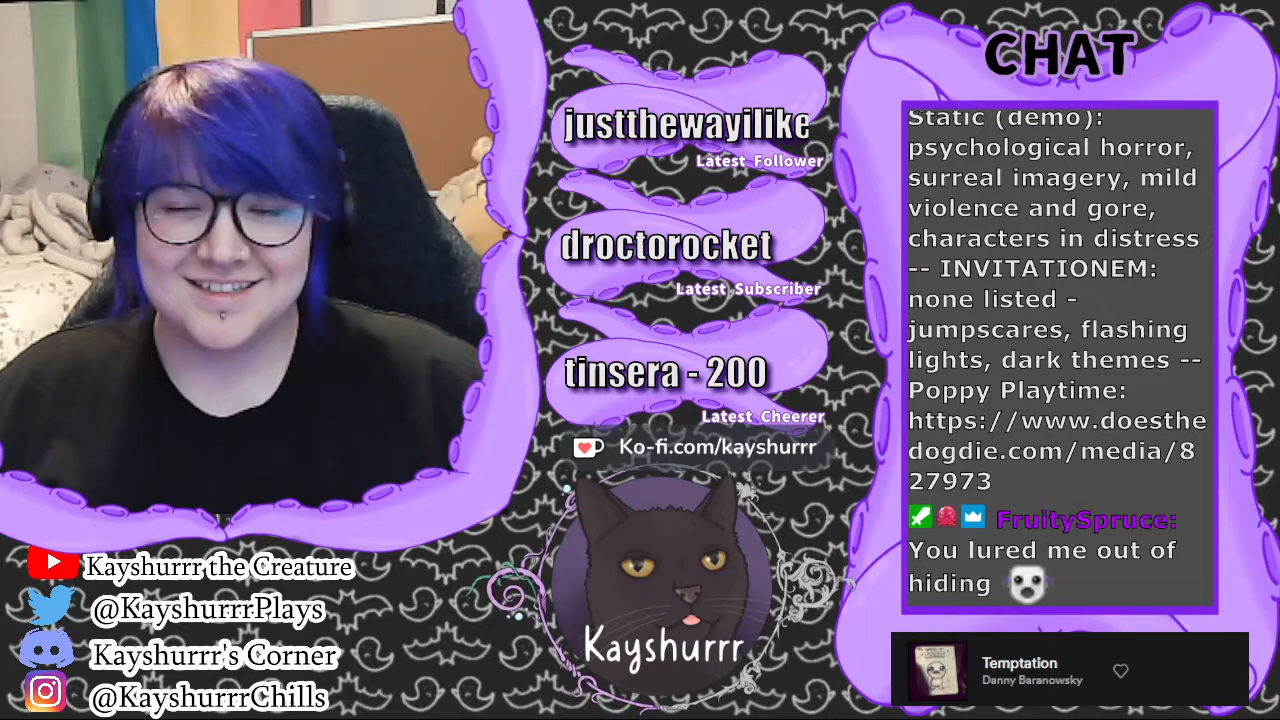 CHAT
justthewayilike
Latest Follower
droctorocket
Latest Subscriber
tinsera - 200
Latest Cheerer
Ko-fi.com/kayshurrr
Kayshurrr
Kayshurrr the Creature
@KayshurrrPlays
Kayshurrr's Corner
@KayshurrrChills
Static (demo):
psychological horror,
surreal imagery, mild
violence and gore,
characters in distress
-- INVITATIONEM:
none listed -
jumpscares, flashing
lights, dark themes --
Poppy Playtime:
https://www.doesthe
dogdie.com/media/8
27973
FruitySpruce:
You lured me out of
hiding
Temptation
Danny Baranowsky